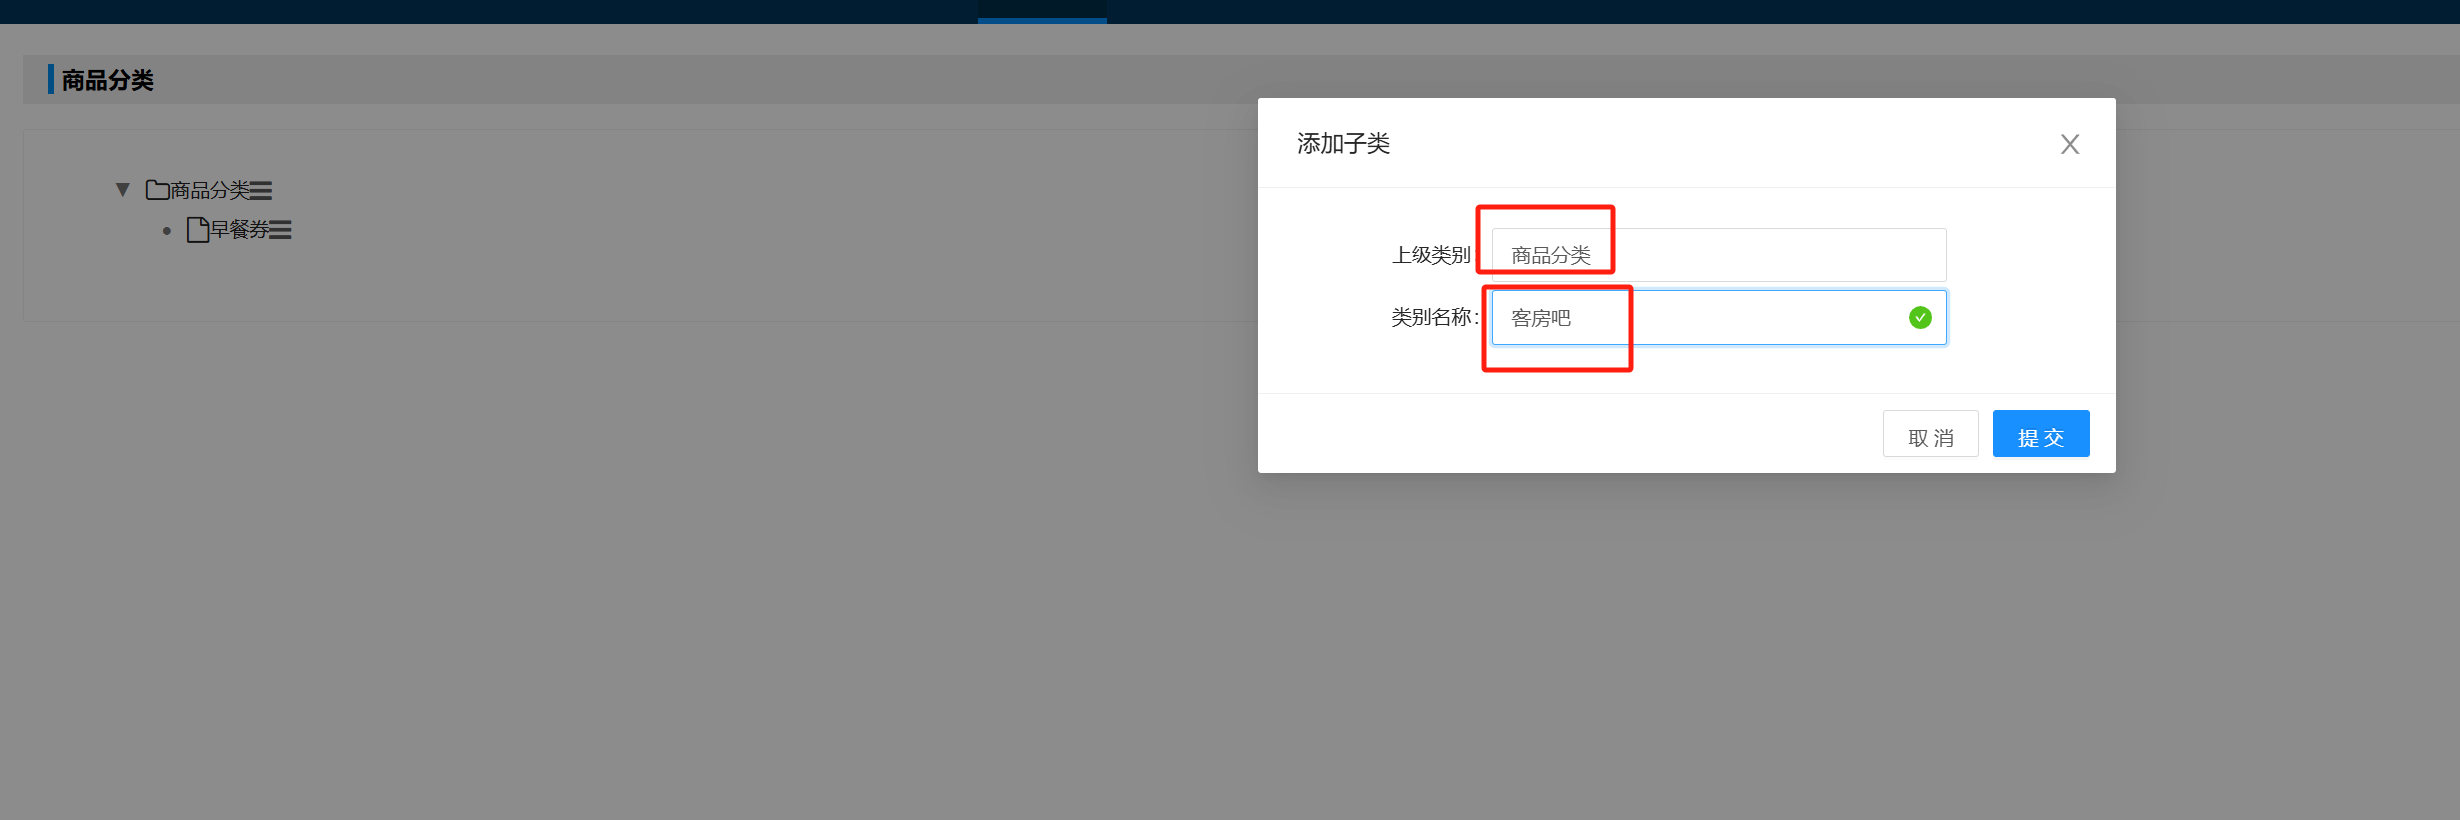 商品分类
商品分类
早餐券
添加子类
上级类别: 商品分类
类别名称: 客房吧
取 消 提 交